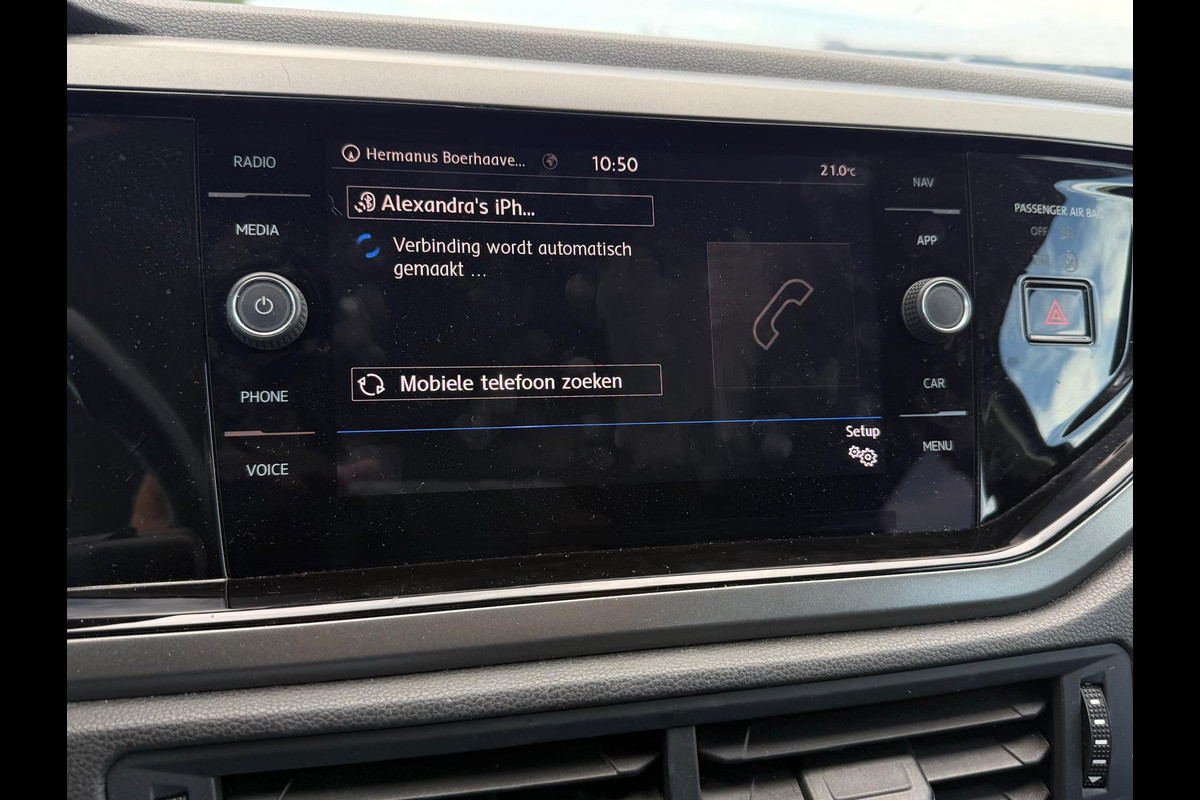 RADIO
MEDIA
PHONE
VOICE
Hermanus Boerhaave...
10:50
21.0°C
Alexandra's iPh...
Verbinding wordt automatisch
gemaakt ...
Mobiele telefoon zoeken
Setup
NAV
APP
CAR
MENU
PASSENGER AIR BAG
OFF